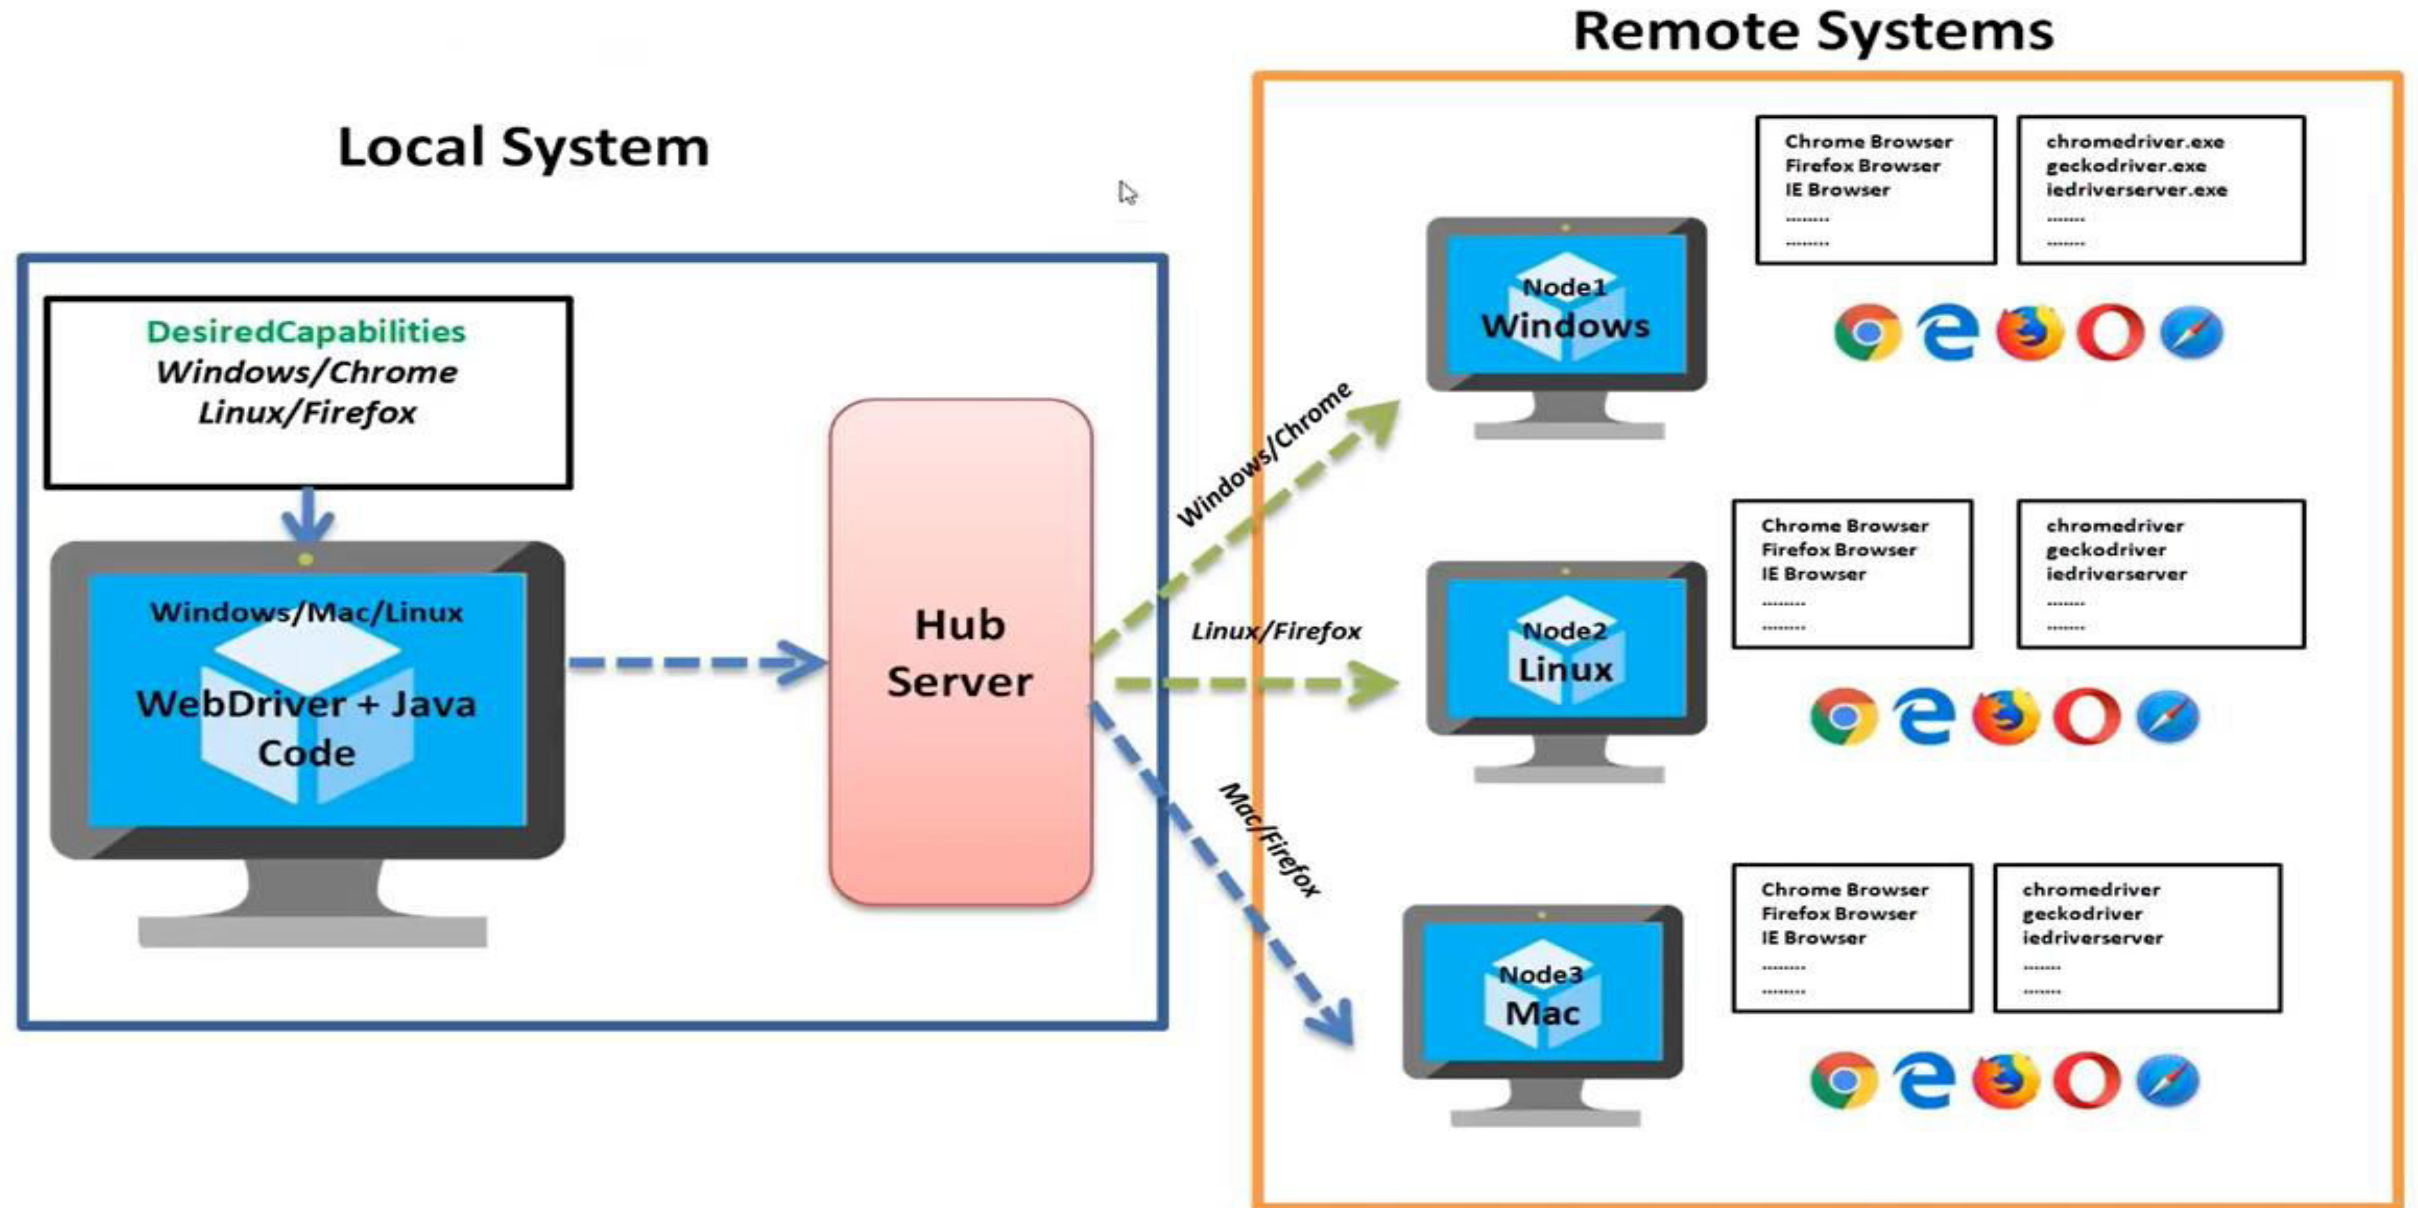 Remote Systems
Local System
DesiredCapabilities
Windows/Chrome
Linux/Firefox
Windows/Mac/Linux
WebDriver + Java
Code
Hub
Server
Windows/Chrome
Linux/Firefox
Mac/Firefox
Node1
Windows
Chrome Browser
Firefox Browser
IE Browser
........
........
chromedriver.exe
geckodriver.exe
iedriverserver.exe
.......
.......
Node2
Linux
Chrome Browser
Firefox Browser
IE Browser
........
........
chromedriver
geckodriver
iedriverserver
.......
.......
Node3
Mac
Chrome Browser
Firefox Browser
IE Browser
........
........
chromedriver
geckodriver
iedriverserver
.......
.......